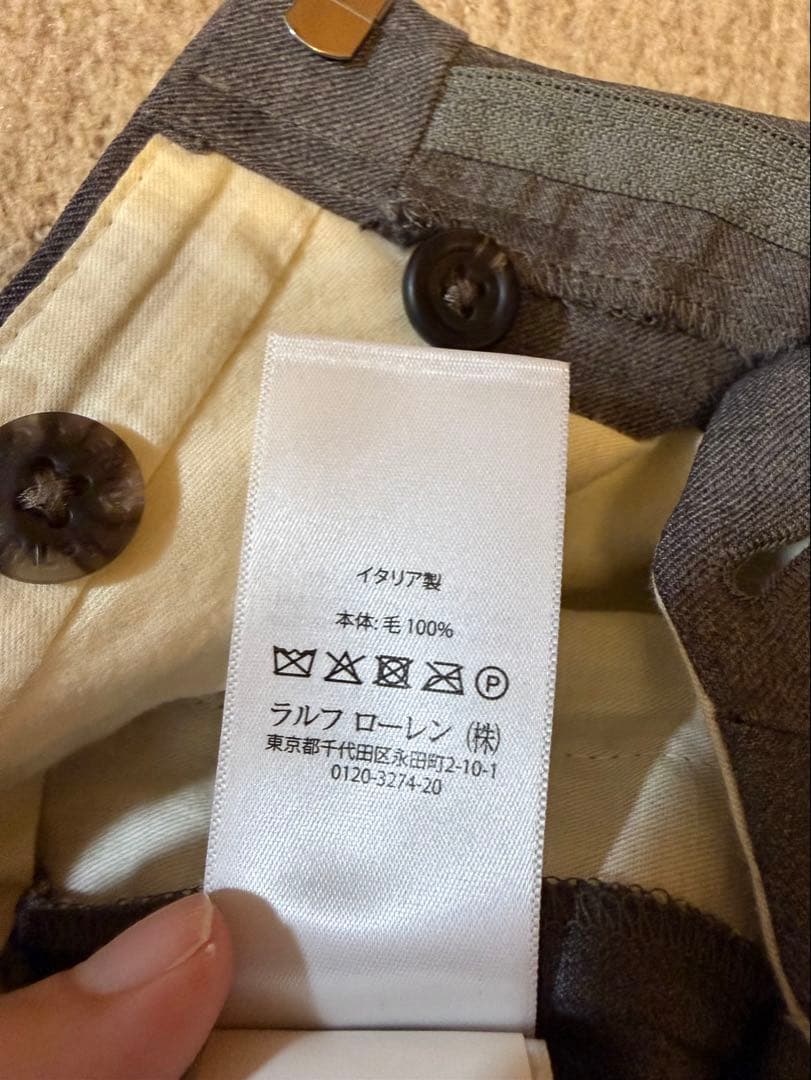 イタリア製
本体: 毛 100%
P
ラルフ ローレン (株)
東京都千代田区永田町2-10-1
0120-3274-20